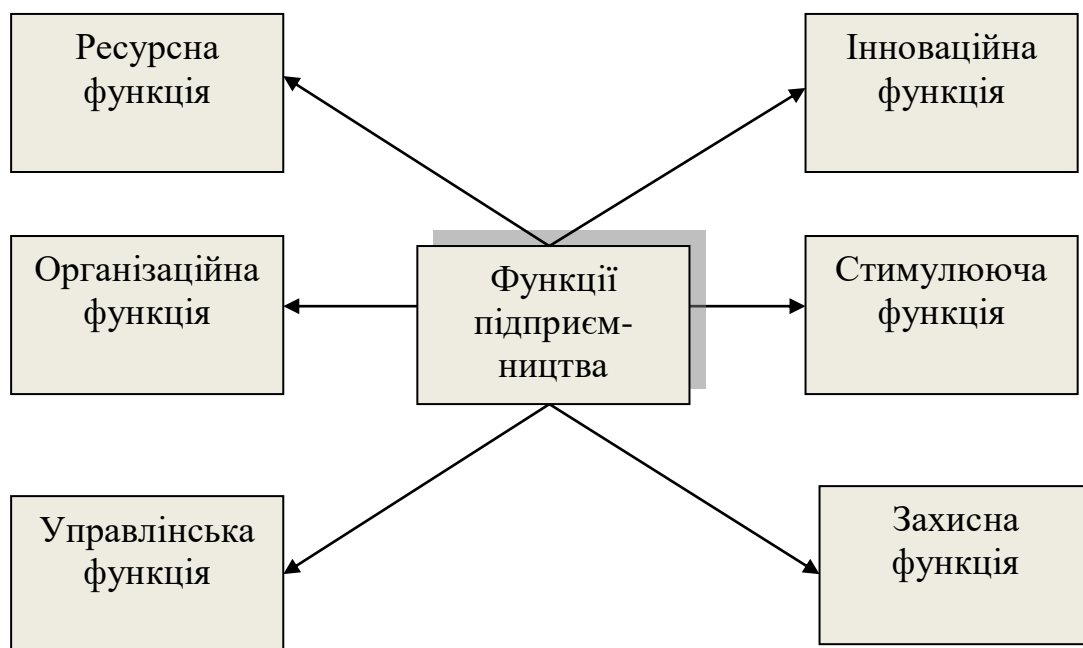 Ресурсна
функція
Інноваційна
функція
Організаційна
функція
Функції
підприєм-
ництва
Стимулююча
функція
Управлінська
функція
Захисна
функція